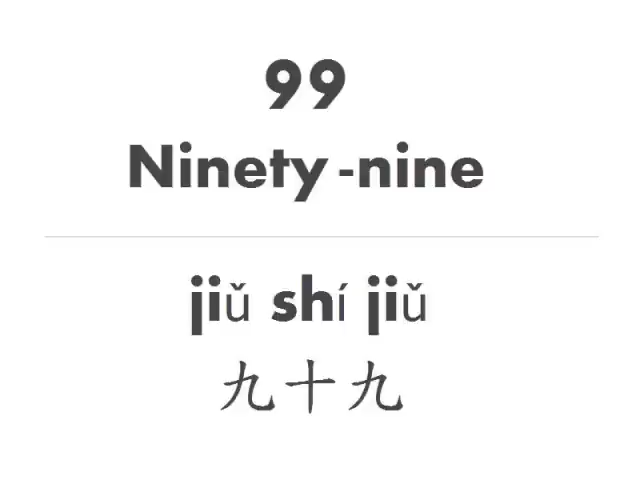 99
Ninety -nine
jiǔ shí jiǔ
九十九